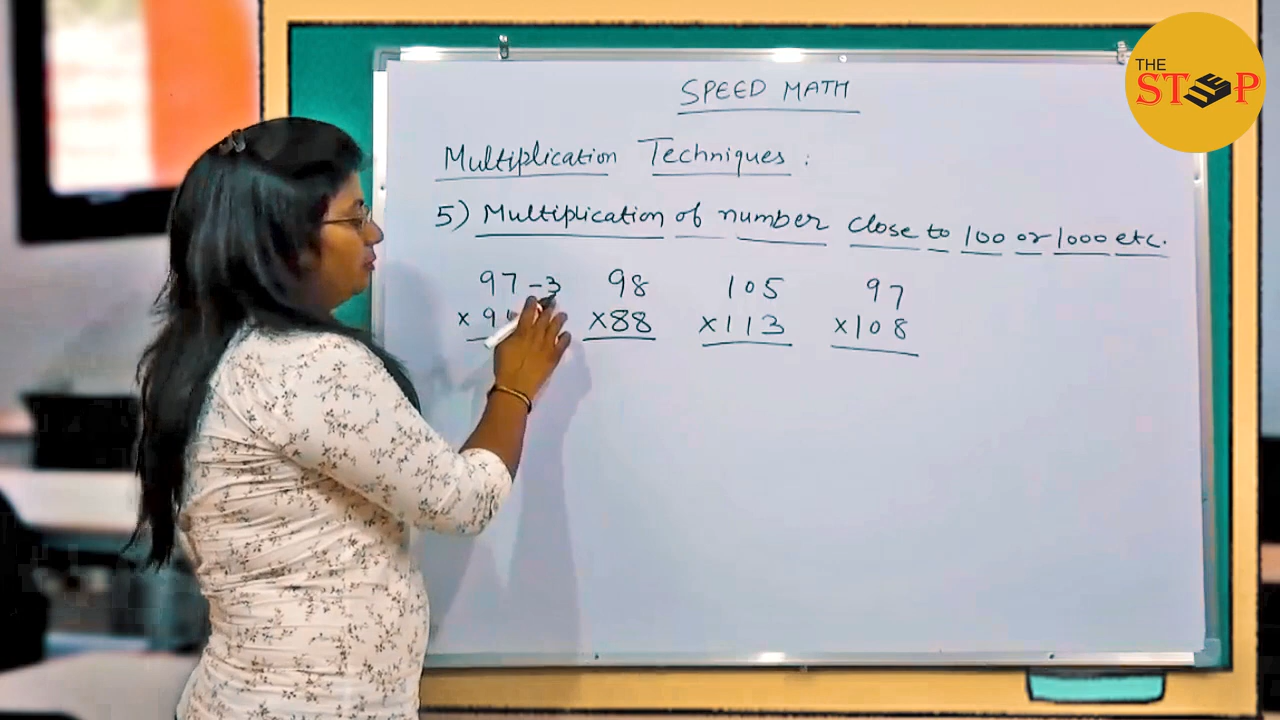 THE
STEP
SPEED MATH
Multiplication Techniques :
5) Multiplication of number close to 100 or 1000 etc.
97 -3 98 105 97
x 9 x88 x113 x108